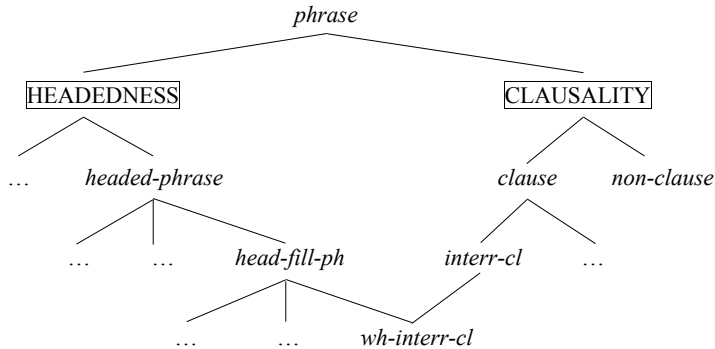 phrase
HEADEDNESS CLAUSALITY
… headed-phrase clause non-clause
… … head-fill-ph interr-cl …
… … wh-interr-cl